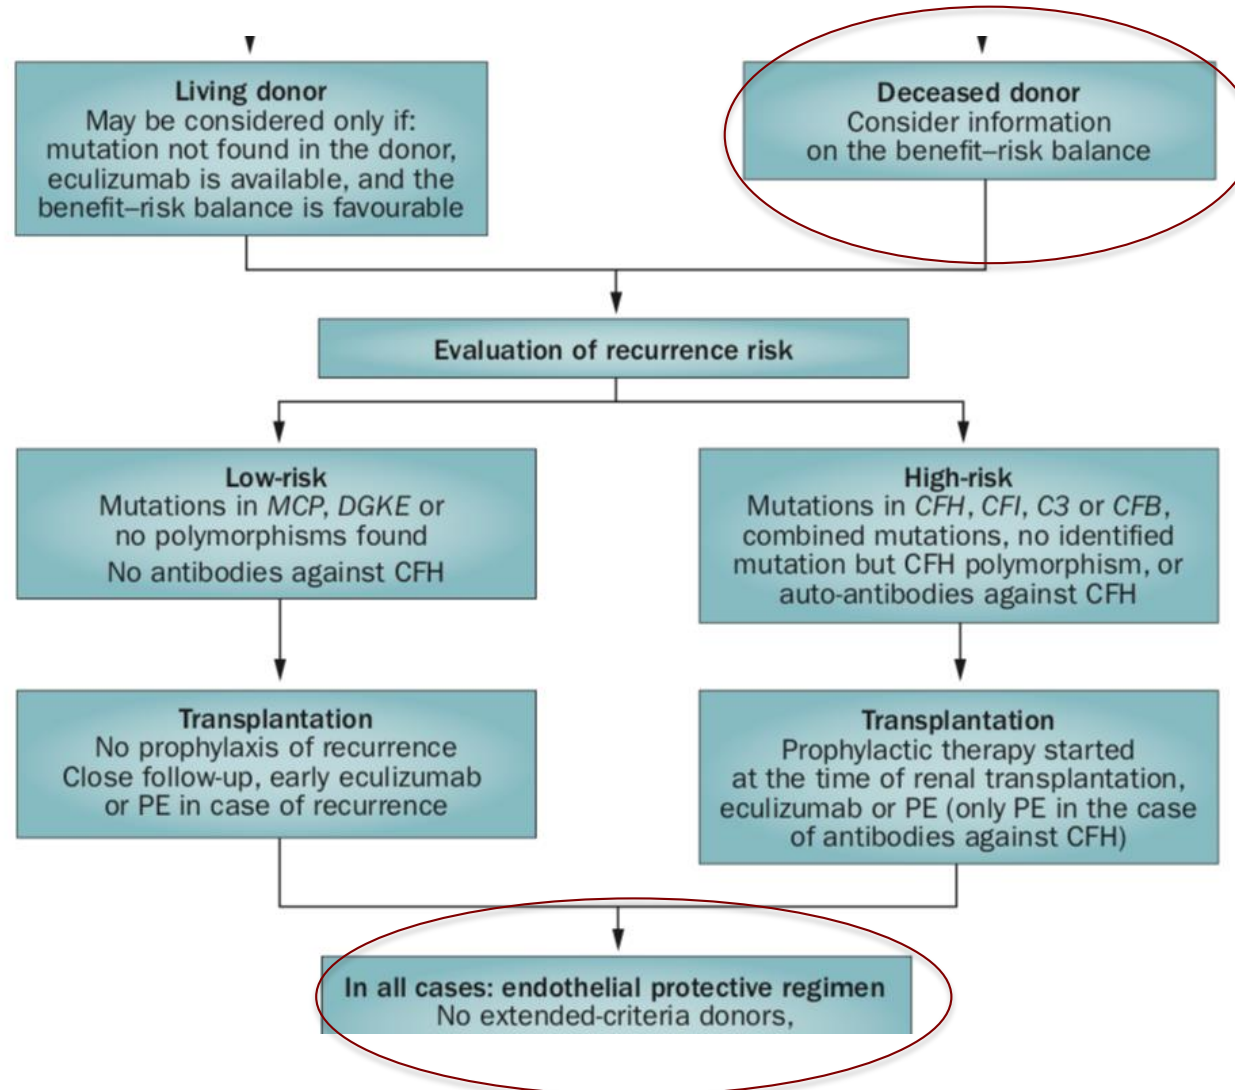 Living donor
May be considered only if:
mutation not found in the donor,
eculizumab is available, and the
benefit–risk balance is favourable
Deceased donor
Consider information
on the benefit–risk balance
Evaluation of recurrence risk
Low-risk
Mutations in MCP, DGKE or
no polymorphisms found
No antibodies against CFH
High-risk
Mutations in CFH, CFI, C3 or CFB,
combined mutations, no identified
mutation but CFH polymorphism, or
auto-antibodies against CFH
Transplantation
No prophylaxis of recurrence
Close follow-up, early eculizumab
or PE in case of recurrence
Transplantation
Prophylactic therapy started
at the time of renal transplantation,
eculizumab or PE (only PE in the case
of antibodies against CFH)
In all cases: endothelial protective regimen
No extended-criteria donors,